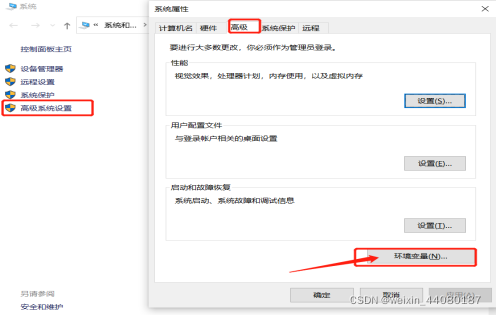 系统
« 系统和... >
控制面板主页
设备管理器
远程设置
系统保护
高级系统设置
另请参阅
安全和维护
系统属性
计算机名 硬件 高级 系统保护 远程
要进行大多数更改，你必须作为管理员登录。
性能
视觉效果，处理器计划，内存使用，以及虚拟内存
设置(S)...
用户配置文件
与登录帐户相关的桌面设置
设置(E)...
启动和故障恢复
系统启动、系统故障和调试信息
设置(T)...
环境变量(N)...
确定 取消 应用(A)
CSDN @weixin_44080187